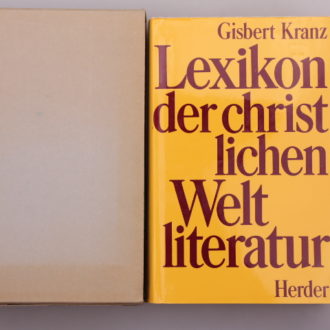 Gisbert Kranz
Lexikon
der christ
lichen
Welt
literatur
Herder